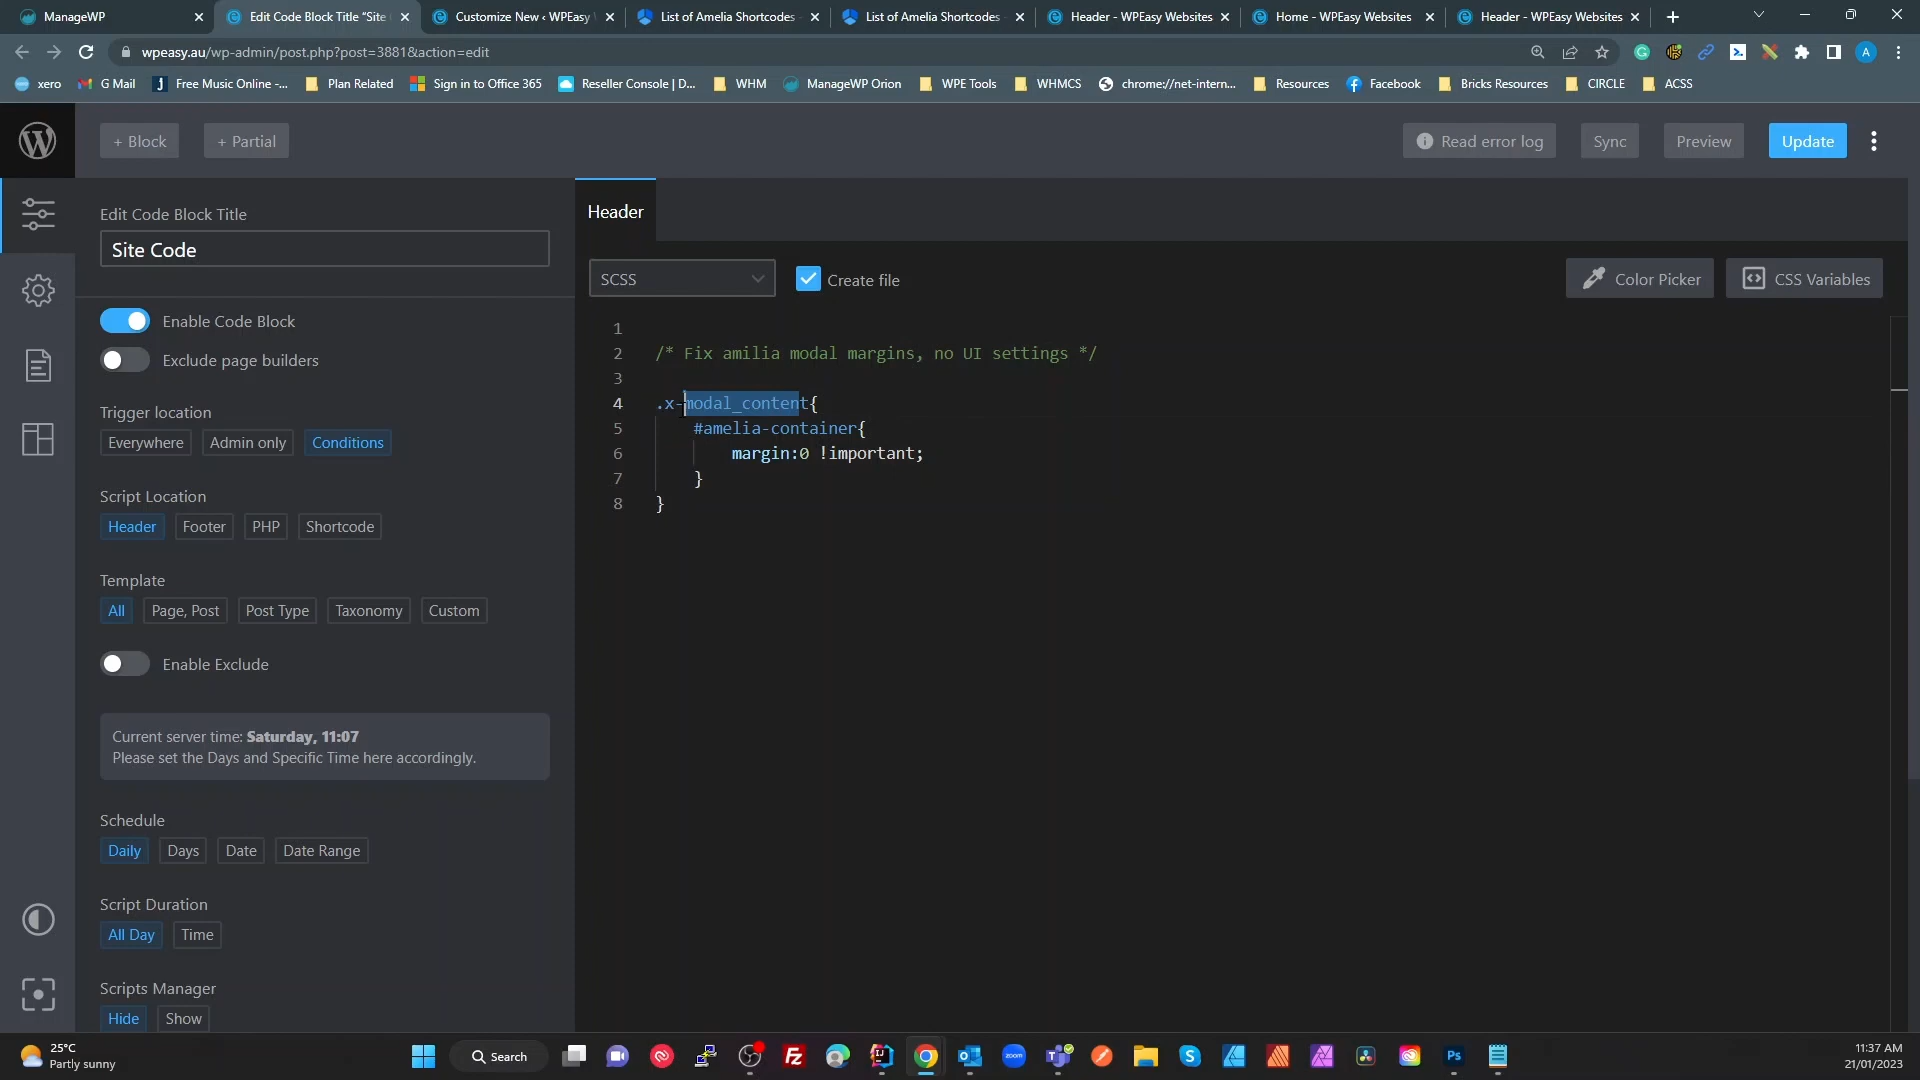 ManageWP
Edit Code Block Title "Site
Customize New ‹ WPEasy
List of Amelia Shortcodes
List of Amelia Shortcodes
Header - WPEasy Websites
Home - WPEasy Websites
Header - WPEasy Websites
wpeasy.au/wp-admin/post.php?post=3881&action=edit
xero
G Mail
Free Music Online -...
Plan Related
Sign in to Office 365
Reseller Console | D...
WHM
ManageWP Orion
WPE Tools
WHMCS
chrome://net-intern...
Resources
Facebook
Bricks Resources
CIRCLE
ACSS
+ Block
+ Partial
Read error log
Sync
Preview
Update
Edit Code Block Title
Site Code
Enable Code Block
Exclude page builders
Trigger location
Everywhere
Admin only
Conditions
Script Location
Header
Footer
PHP
Shortcode
Template
All
Page, Post
Post Type
Taxonomy
Custom
Enable Exclude
Current server time: Saturday, 11:07
Please set the Days and Specific Time here accordingly.
Schedule
Daily
Days
Date
Date Range
Script Duration
All Day
Time
Scripts Manager
Hide
Show
Header
SCSS
Create file
Color Picker
CSS Variables
1
2 /* Fix amilia modal margins, no UI settings */
3
4 .x-modal_content{
5 #amelia-container{
6 margin:0 !important;
7 }
8 }
25°C
Partly sunny
Search
11:37 AM
21/01/2023